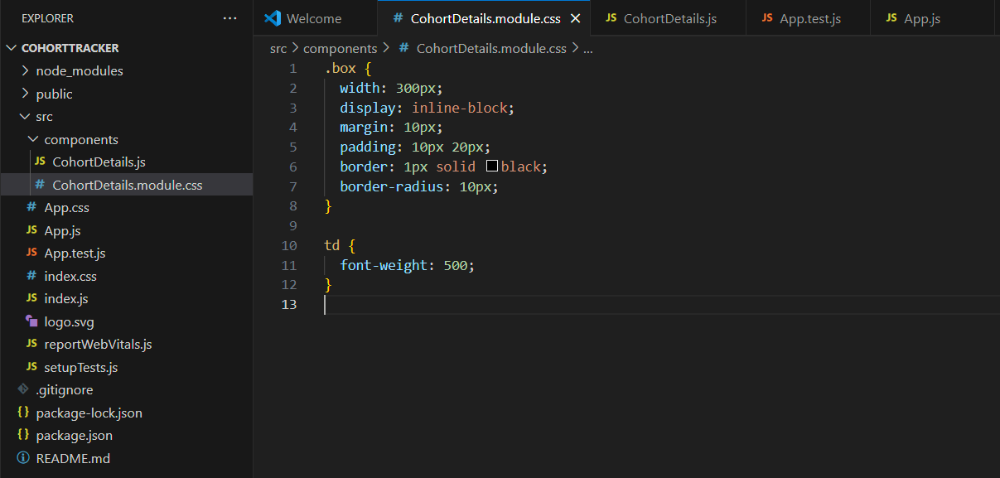 EXPLORER ...
COHORTTRACKER
node_modules
public
src
components
JS CohortDetails.js
# CohortDetails.module.css
# App.css
JS App.js
JS App.test.js
# index.css
JS index.js
logo.svg
JS reportWebVitals.js
JS setupTests.js
.gitignore
{} package-lock.json
{} package.json
README.md
Welcome # CohortDetails.module.css JS CohortDetails.js JS App.test.js JS App.js
src > components > # CohortDetails.module.css > ...
1 .box {
2 width: 300px;
3 display: inline-block;
4 margin: 10px;
5 padding: 10px 20px;
6 border: 1px solid black;
7 border-radius: 10px;
8 }
9
10 td {
11 font-weight: 500;
12 }
13